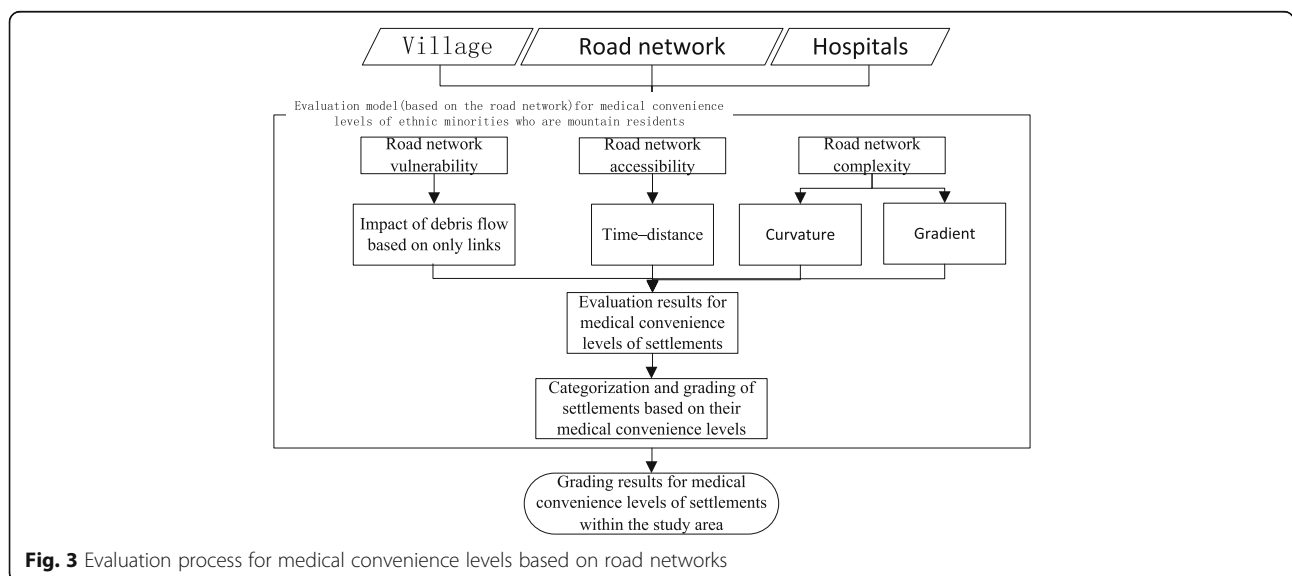 Village
Road network
Hospitals
Evaluation model(based on the road network)for medical convenience
levels of ethnic minorities who are mountain residents
Road network
vulnerability
Road network
accessibility
Road network
complexity
Impact of debris flow
based on only links
Time–distance
Curvature
Gradient
Evaluation results for
medical convenience
levels of settlements
Categorization and grading of
settlements based on their
medical convenience levels
Grading results for medical
convenience levels of settlements
within the study area
Fig. 3 Evaluation process for medical convenience levels based on road networks